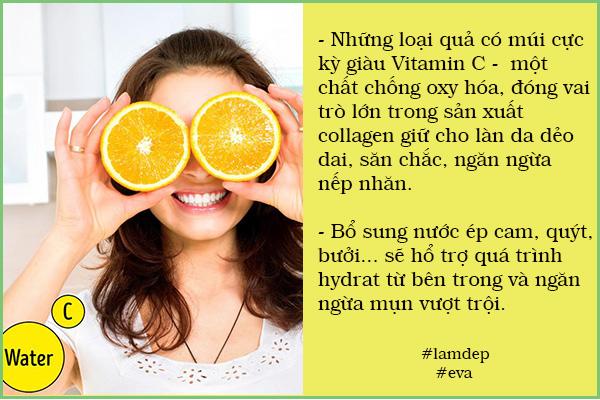 - Những loại quả có múi cực
kỳ giàu Vitamin C - một
chất chống oxy hóa, đóng vai
trò lớn trong sản xuất
collagen giữ cho làn da dẻo
dai, săn chắc, ngăn ngừa
nếp nhăn.
- Bổ sung nước ép cam, quýt,
bưởi... sẽ hổ trợ quá trình
hydrat từ bên trong và ngăn
ngừa mụn vượt trội.
#lamdep
#eva
C
Water